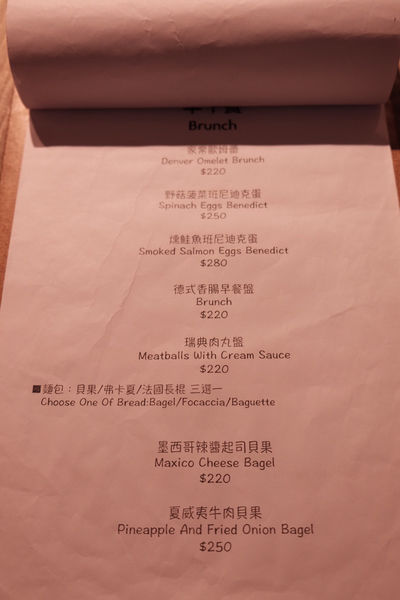 Brunch
家常歐姆蛋
Denver Omelet Brunch
$220
野菇菠菜班尼迪克蛋
Spinach Eggs Benedict
$250
燻鮭魚班尼迪克蛋
Smoked Salmon Eggs Benedict
$280
德式香腸早餐盤
Brunch
$220
瑞典肉丸盤
Meatballs With Cream Sauce
$220
■麵包：貝果/弗卡夏/法國長棍 三選一
Choose One Of Bread:Bagel/Focaccia/Baguette
墨西哥辣醬起司貝果
Maxico Cheese Bagel
$220
夏威夷牛肉貝果
Pineapple And Fried Onion Bagel
$250